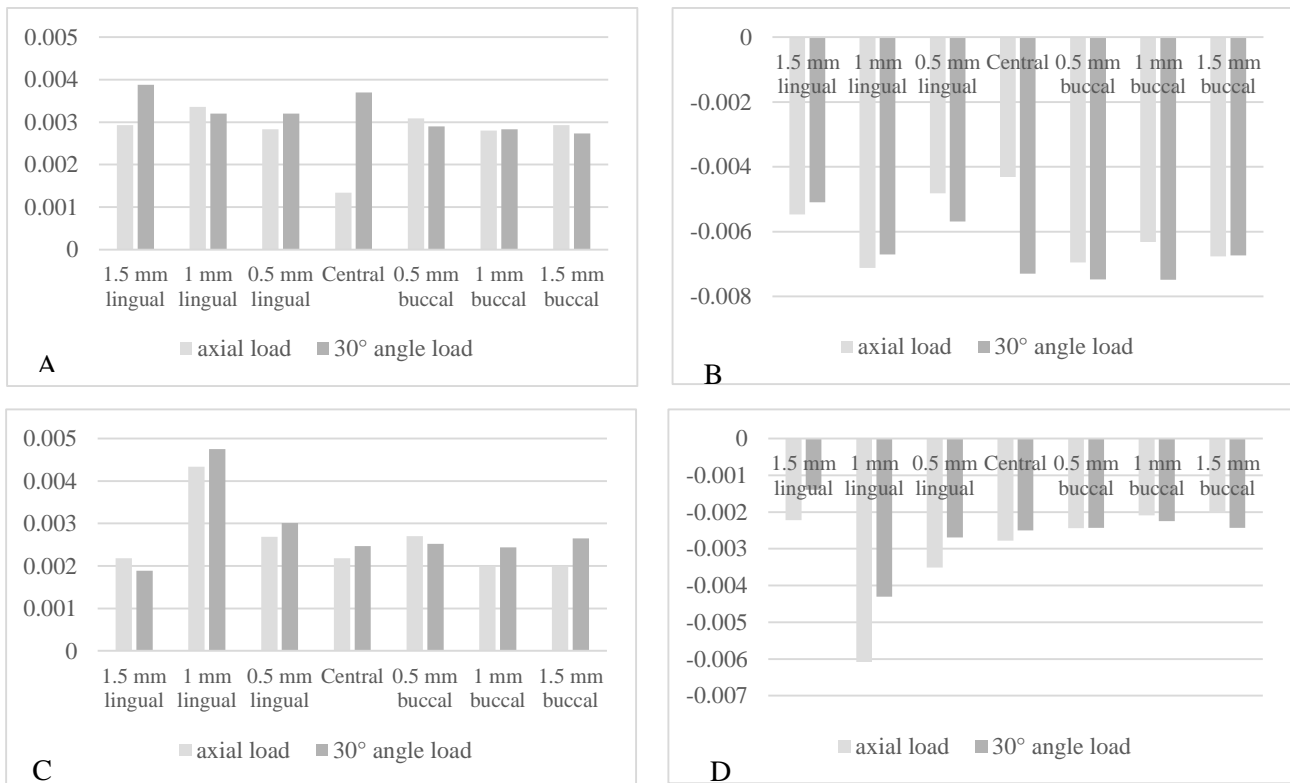 0.005
0.004
0.003
0.002
0.001
0
1.5 mm lingual
1 mm lingual
0.5 mm lingual
Central
0.5 mm buccal
1 mm buccal
1.5 mm buccal
axial load
30° angle load
A
0
-0.002
-0.004
-0.006
-0.008
1.5 mm lingual
1 mm lingual
0.5 mm lingual
Central
0.5 mm buccal
1 mm buccal
1.5 mm buccal
axial load
30° angle load
B
0.005
0.004
0.003
0.002
0.001
0
1.5 mm lingual
1 mm lingual
0.5 mm lingual
Central
0.5 mm buccal
1 mm buccal
1.5 mm buccal
axial load
30° angle load
C
0
-0.001
-0.002
-0.003
-0.004
-0.005
-0.006
-0.007
1.5 mm lingual
1 mm lingual
0.5 mm lingual
Central
0.5 mm buccal
1 mm buccal
1.5 mm buccal
axial load
30° angle load
D